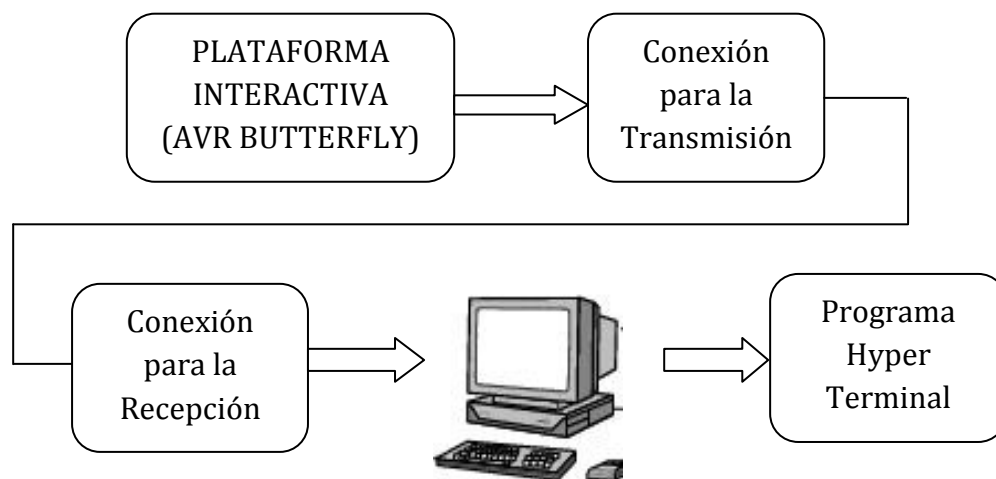 PLATAFORMA
INTERACTIVA
(AVR BUTTERFLY)
Conexión
para la
Transmisión
Conexión
para la
Recepción
Programa
Hyper
Terminal